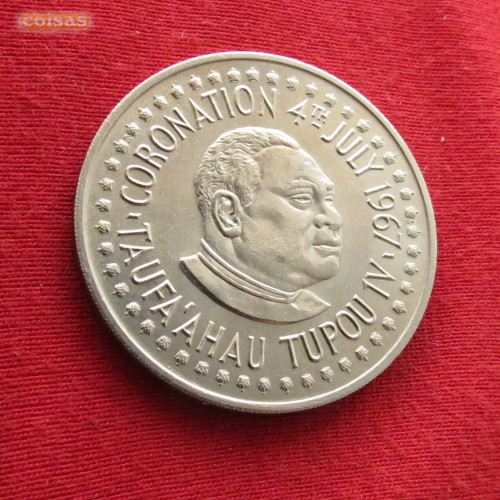 coisas
CORONATION 4TH JULY 1967 ·
TAUFA'AHAU TUPOU IV ·